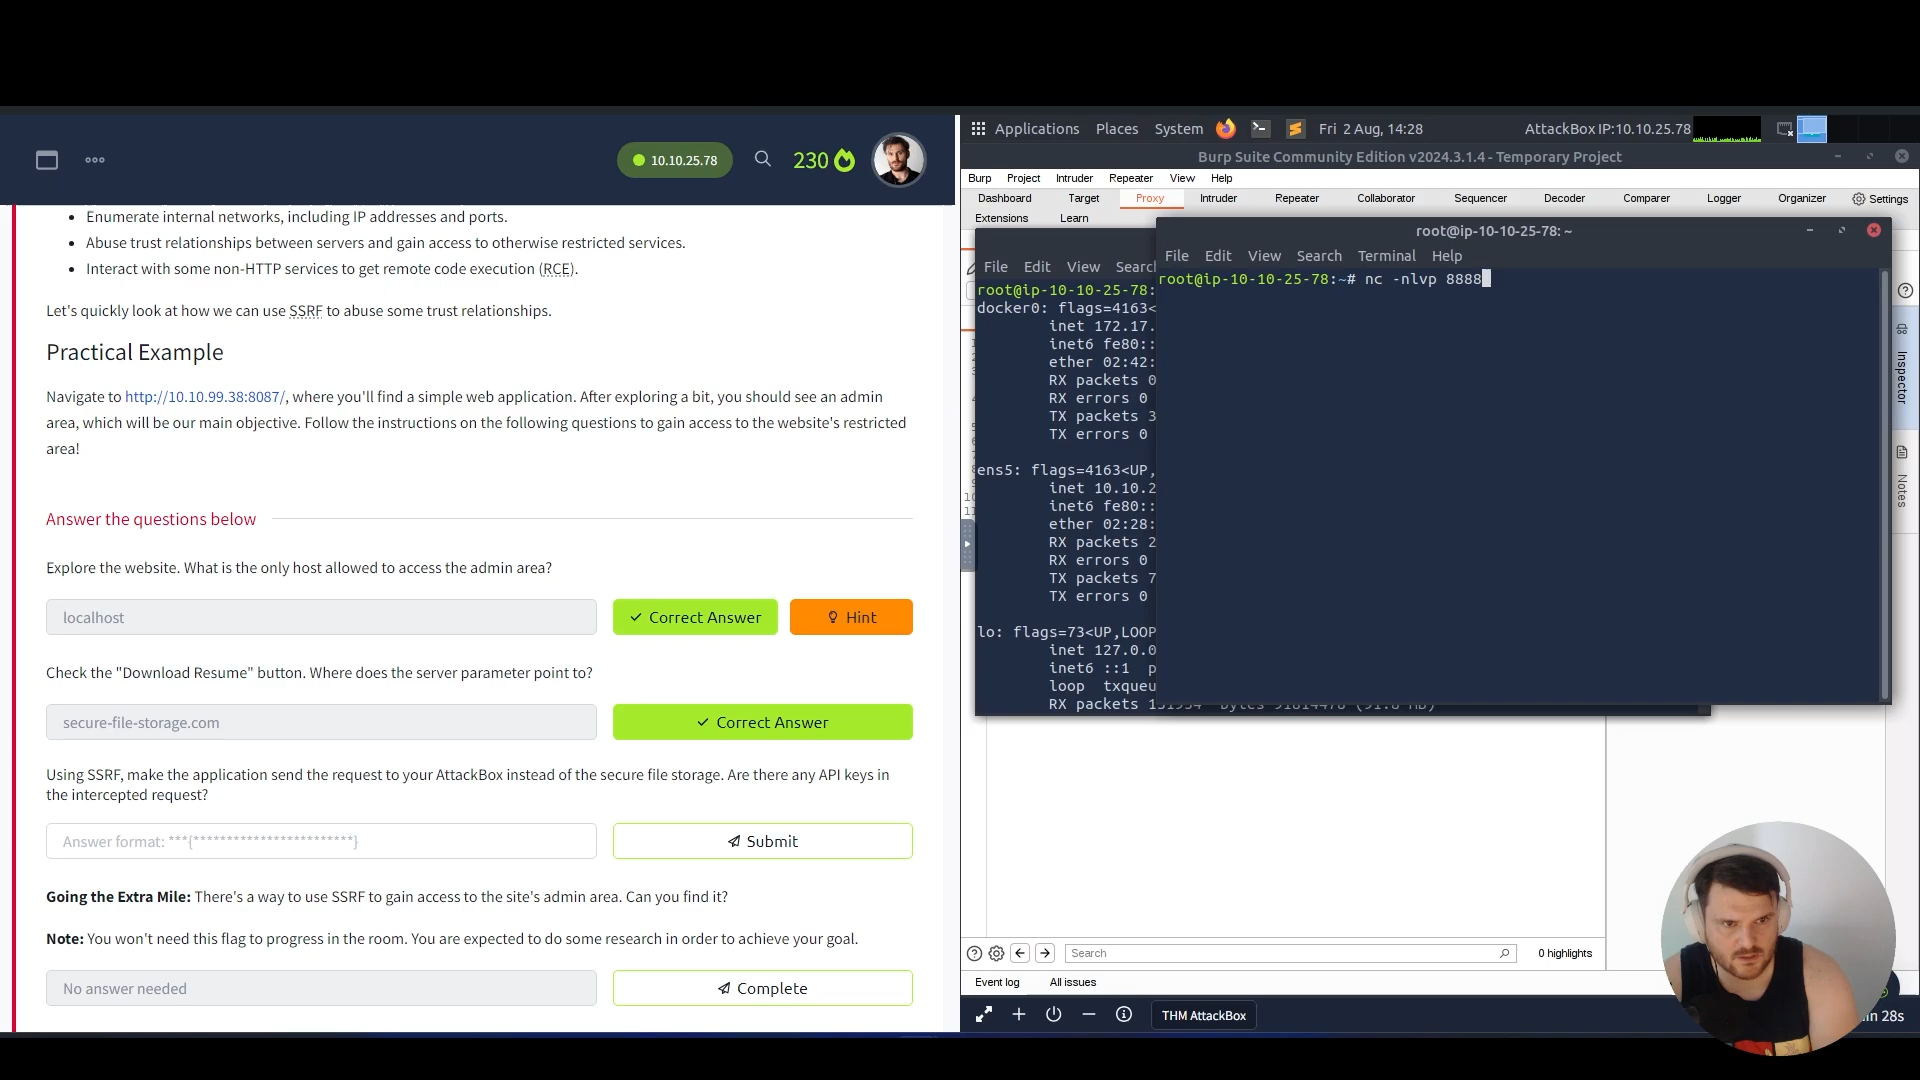 10.10.25.78
230
Enumerate internal networks, including IP addresses and ports.
Abuse trust relationships between servers and gain access to otherwise restricted services.
Interact with some non-HTTP services to get remote code execution (RCE).
Let's quickly look at how we can use SSRF to abuse some trust relationships.
Practical Example
Navigate to http://10.10.99.38:8087/, where you'll find a simple web application. After exploring a bit, you should see an admin
area, which will be our main objective. Follow the instructions on the following questions to gain access to the website's restricted
area!
Answer the questions below
Explore the website. What is the only host allowed to access the admin area?
localhost
Correct Answer
Hint
Check the "Download Resume" button. Where does the server parameter point to?
secure-file-storage.com
Correct Answer
Using SSRF, make the application send the request to your AttackBox instead of the secure file storage. Are there any API keys in
the intercepted request?
Answer format: ***{************************}
Submit
Going the Extra Mile: There's a way to use SSRF to gain access to the site's admin area. Can you find it?
Note: You won't need this flag to progress in the room. You are expected to do some research in order to achieve your goal.
No answer needed
Complete
Applications Places System Fri 2 Aug, 14:28 AttackBox IP:10.10.25.78
Burp Suite Community Edition v2024.3.1.4 - Temporary Project
Burp Project Intruder Repeater View Help
Dashboard Target Proxy Intruder Repeater Collaborator Sequencer Decoder Comparer Logger Organizer Settings
Extensions Learn
root@ip-10-10-25-78: ~
File Edit View Search Terminal Help
root@ip-10-10-25-78:~# nc -nlvp 8888
File Edit View Searc
root@ip-10-10-25-78:
docker0: flags=4163<
inet 172.17.
inet6 fe80::
ether 02:42:
RX packets 0
RX errors 0
TX packets 3
TX errors 0
ens5: flags=4163<UP,
inet 10.10.2
inet6 fe80::
ether 02:28:
RX packets 2
RX errors 0
TX packets 7
TX errors 0
lo: flags=73<UP,LOOP
inet 127.0.0
inet6 ::1 p
loop txqueu
RX packets
Inspector
Notes
Search
0 highlights
Event log All issues
THM AttackBox
in 28s